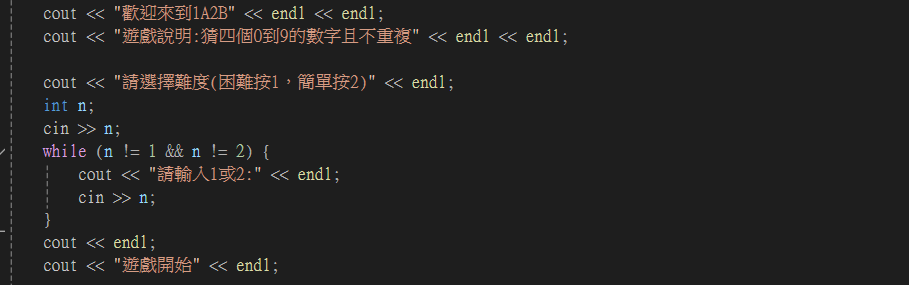 cout << "歡迎來到1A2B" << endl << endl;
cout << "遊戲說明:猜四個0到9的數字且不重複" << endl << endl;
cout << "請選擇難度(困難按1，簡單按2)" << endl;
int n;
cin >> n;
while (n != 1 && n != 2) {
cout << "請輸入1或2:" << endl;
cin >> n;
}
cout << endl;
cout << "遊戲開始" << endl;